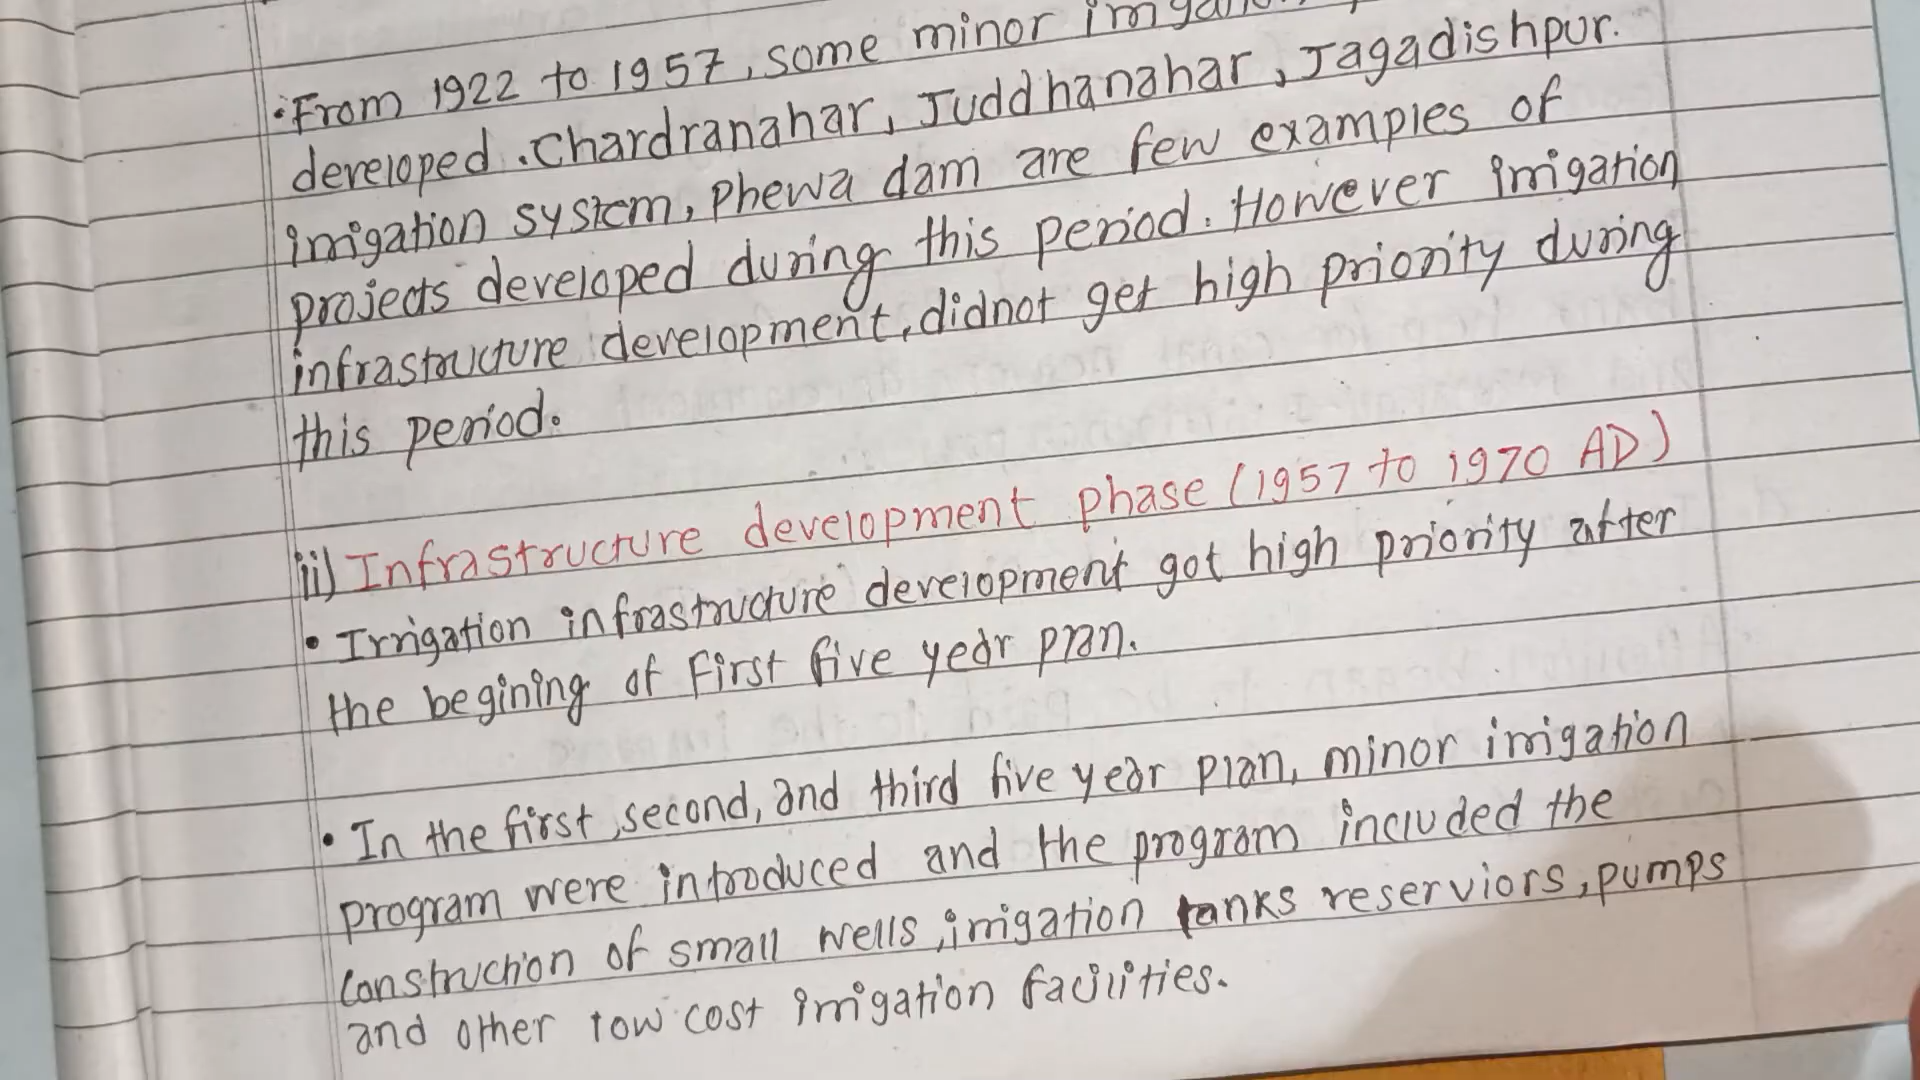 • From 1922 to 1957, some minor
developed. Chardranahar, Juddhanahar, Jagadishpur.
irrigation system, Phewa dam are few examples of
projects developed during this period. However irrigation
infrastructure development, didnot get high priority during
this period.
ii) Infrastructure development phase (1957 to 1970 AD)
• Irrigation infrastructure development got high priority after
the begining of First five year plan.
• In the first, second, and third five year plan, minor irrigation
program were introduced and the program included the
construction of small wells, irrigation tanks reserviors, pumps
and other low cost irrigation facilities.